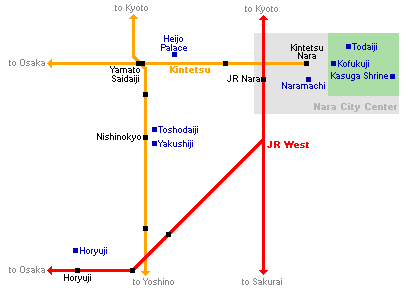 to Kyoto
to Kyoto
Heijo
Palace
Kintetsu
Nara
Todaiji
to Osaka
Yamato
Saidaiji
Kintetsu
Kofukuji
JR Nara
Kasuga Shrine
Naramachi
Nara City Center
Toshodaiji
Nishinokyo
Yakushiji
JR West
Horyuji
to Osaka
Horyuji
to Yoshino
to Sakurai